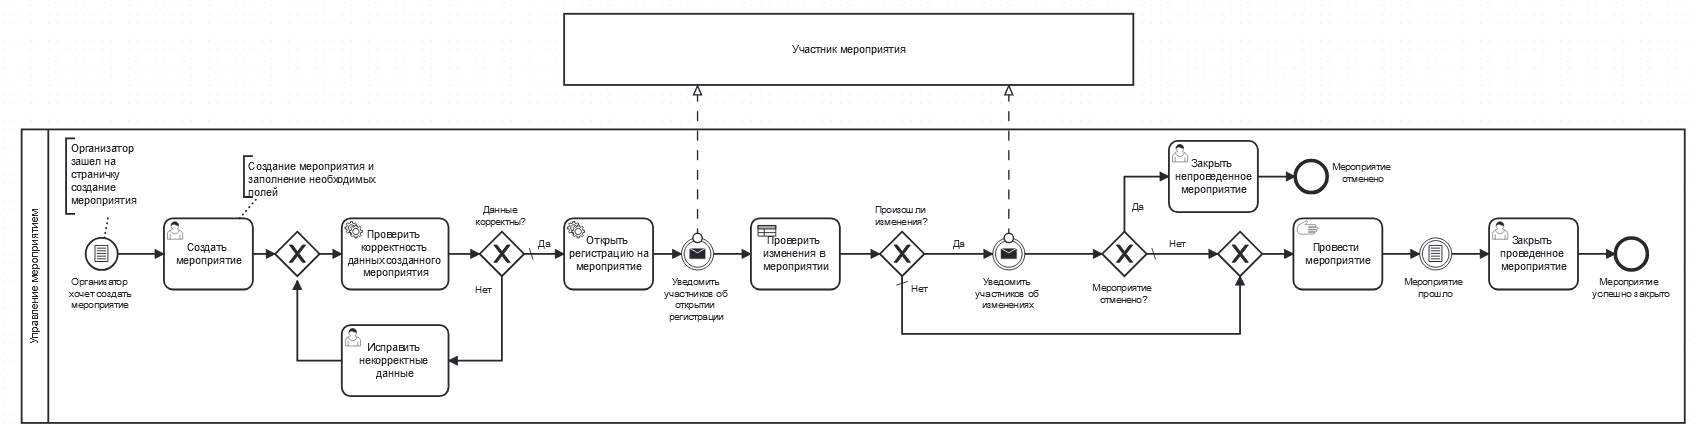 Участник мероприятия
Управление мероприятием
Организатор
зашел на
страничку
создание
мероприятия
Создание мероприятия и
заполнение необходимых
полей
Организатор
хочет создать
мероприятие
Создать
мероприятие
Проверить
корректность
данных созданного
мероприятия
Данные
корректны?
Да
Нет
Исправить
некорректные
данные
Открыть
регистрацию на
мероприятие
Уведомить
участников об
открытии
регистрации
Проверить
изменения в
мероприятии
Произошли
изменения?
Да
Нет
Уведомить
участников об
изменениях
Мероприятие
отменено?
Да
Нет
Закрыть
непроведенное
мероприятие
Мероприятие
отменено
Провести
мероприятие
Мероприятие
прошло
Закрыть
проведенное
мероприятие
Мероприятие
успешно закрыто